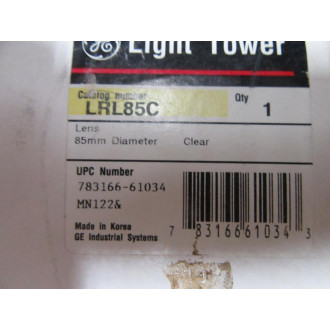 GE Light Tower
Catalog number Qty
LRL85C 1
Lens
85mm Diameter Clear
UPC Number
783166-61034
MN122&
Made in Korea
GE Industrial Systems
7 83166 61034 3